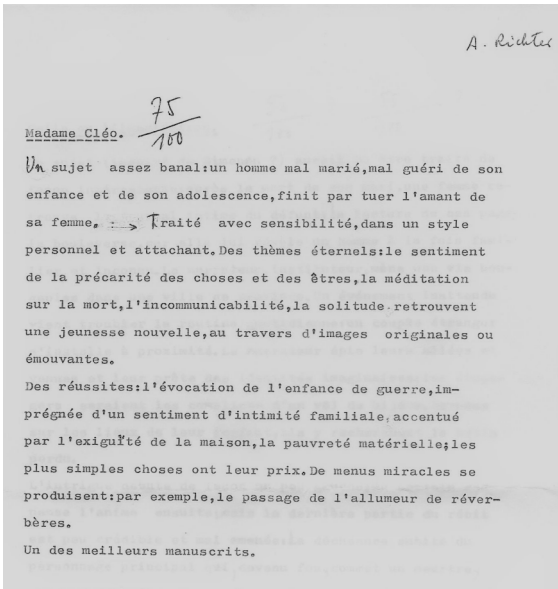 A. Richter
75
100
Madame Cléo.
Un sujet assez banal:un homme mal marié,mal guéri de son
enfance et de son adolescence,finit par tuer l'amant de
sa femme. : → Traité avec sensibilité,dans un style
personnel et attachant.Des thèmes éternels:le sentiment
de la précarité des choses et des êtres,la méditation
sur la mort,l'incommunicabilité,la solitude retrouvent
une jeunesse nouvelle,au travers d'images originales ou
émouvantes.
Des réussites:l'évocation de l'enfance de guerre,im-
prégnée d'un sentiment d'intimité familiale,accentué
par l'exiguïté de la maison,la pauvreté matérielle;les
plus simples choses ont leur prix.De menus miracles se
produisent:par exemple,le passage de l'allumeur de réver-
bères.
Un des meilleurs manuscrits.